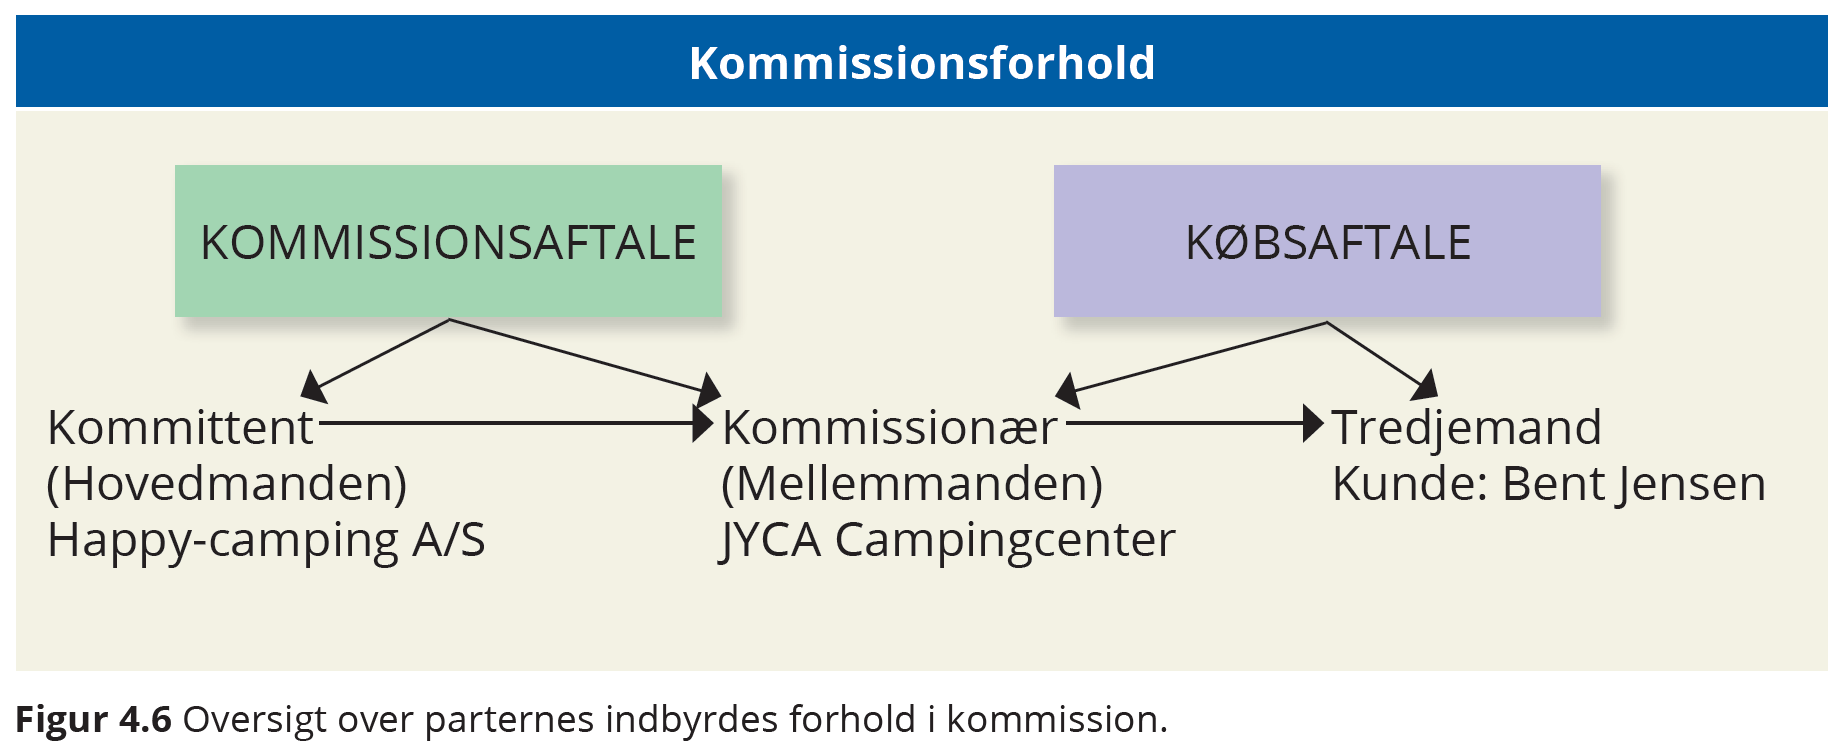 Kommissionsforhold
KOMMISSIONSAFTALE
KØBSAFTALE
Kommittent
(Hovedmanden)
Happy-camping A/S
Kommissionær
(Mellemmanden)
JYCA Campingcenter
Tredjemand
Kunde: Bent Jensen
Figur 4.6 Oversigt over parternes indbyrdes forhold i kommission.